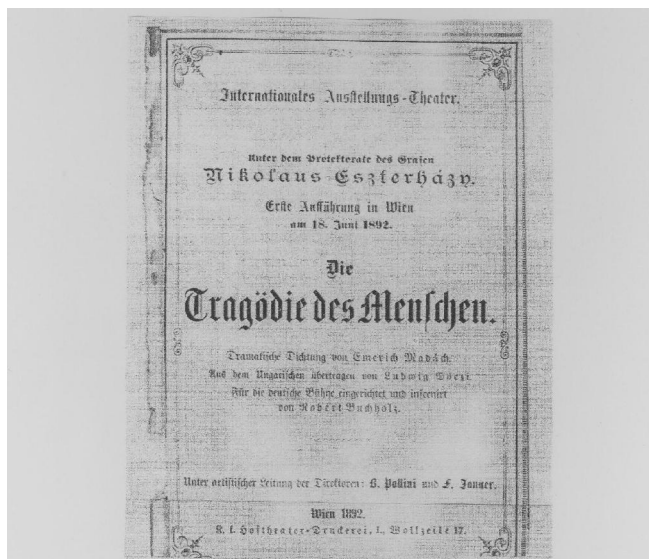 Internationales Ausstellungs-Theater.
Unter dem Protektorate des Grafen
Nikolaus Eszterházy.
Erste Aufführung in Wien
am 18. Juni 1892.
Die
Tragödie des Menschen.
Dramatische Dichtung von Emerich Madách.
Aus dem Ungarischen übertragen von Ludwig Dóczi.
Für die deutsche Bühne eingerichtet und inscenirt
von Robert Buchholz.
Unter artistischer Leitung der Direktoren: B. Pollini und F. Jauner.
Wien 1892.
K. k. Hoftheater-Druckerei, I., Wollzeile 17.